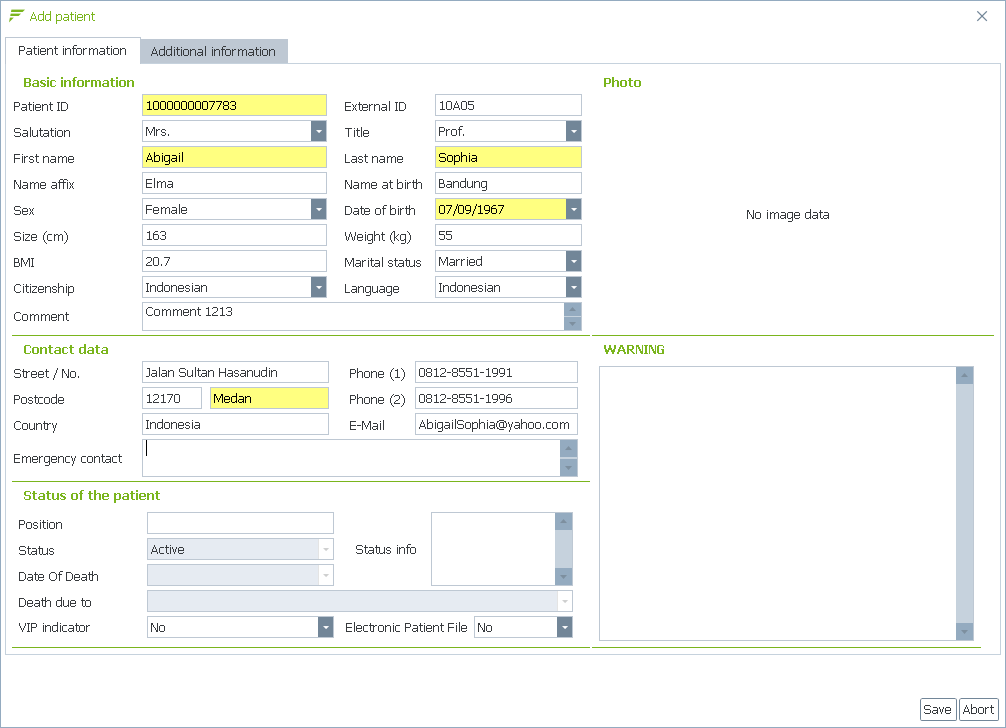 Add patient
Patient information Additional information
Basic information Photo
Patient ID 1000000007783 External ID 10A05
Salutation Mrs. Title Prof.
First name Abigail Last name Sophia
Name affix Elma Name at birth Bandung
Sex Female Date of birth 07/09/1967
No image data
Size (cm) 163 Weight (kg) 55
BMI 20.7 Marital status Married
Citizenship Indonesian Language Indonesian
Comment Comment 1213
Contact data WARNING
Street / No. Jalan Sultan Hasanudin Phone (1) 0812-8551-1991
Postcode 12170 Medan Phone (2) 0812-8551-1996
Country Indonesia E-Mail AbigailSophia@yahoo.com
Emergency contact
Status of the patient
Position
Status Active Status info
Date Of Death
Death due to
VIP indicator No Electronic Patient File No
Save Abort